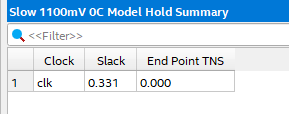 Slow 1100mV 0C Model Hold Summary
<<Filter>>
Clock Slack End Point TNS
1 clk 0.331 0.000